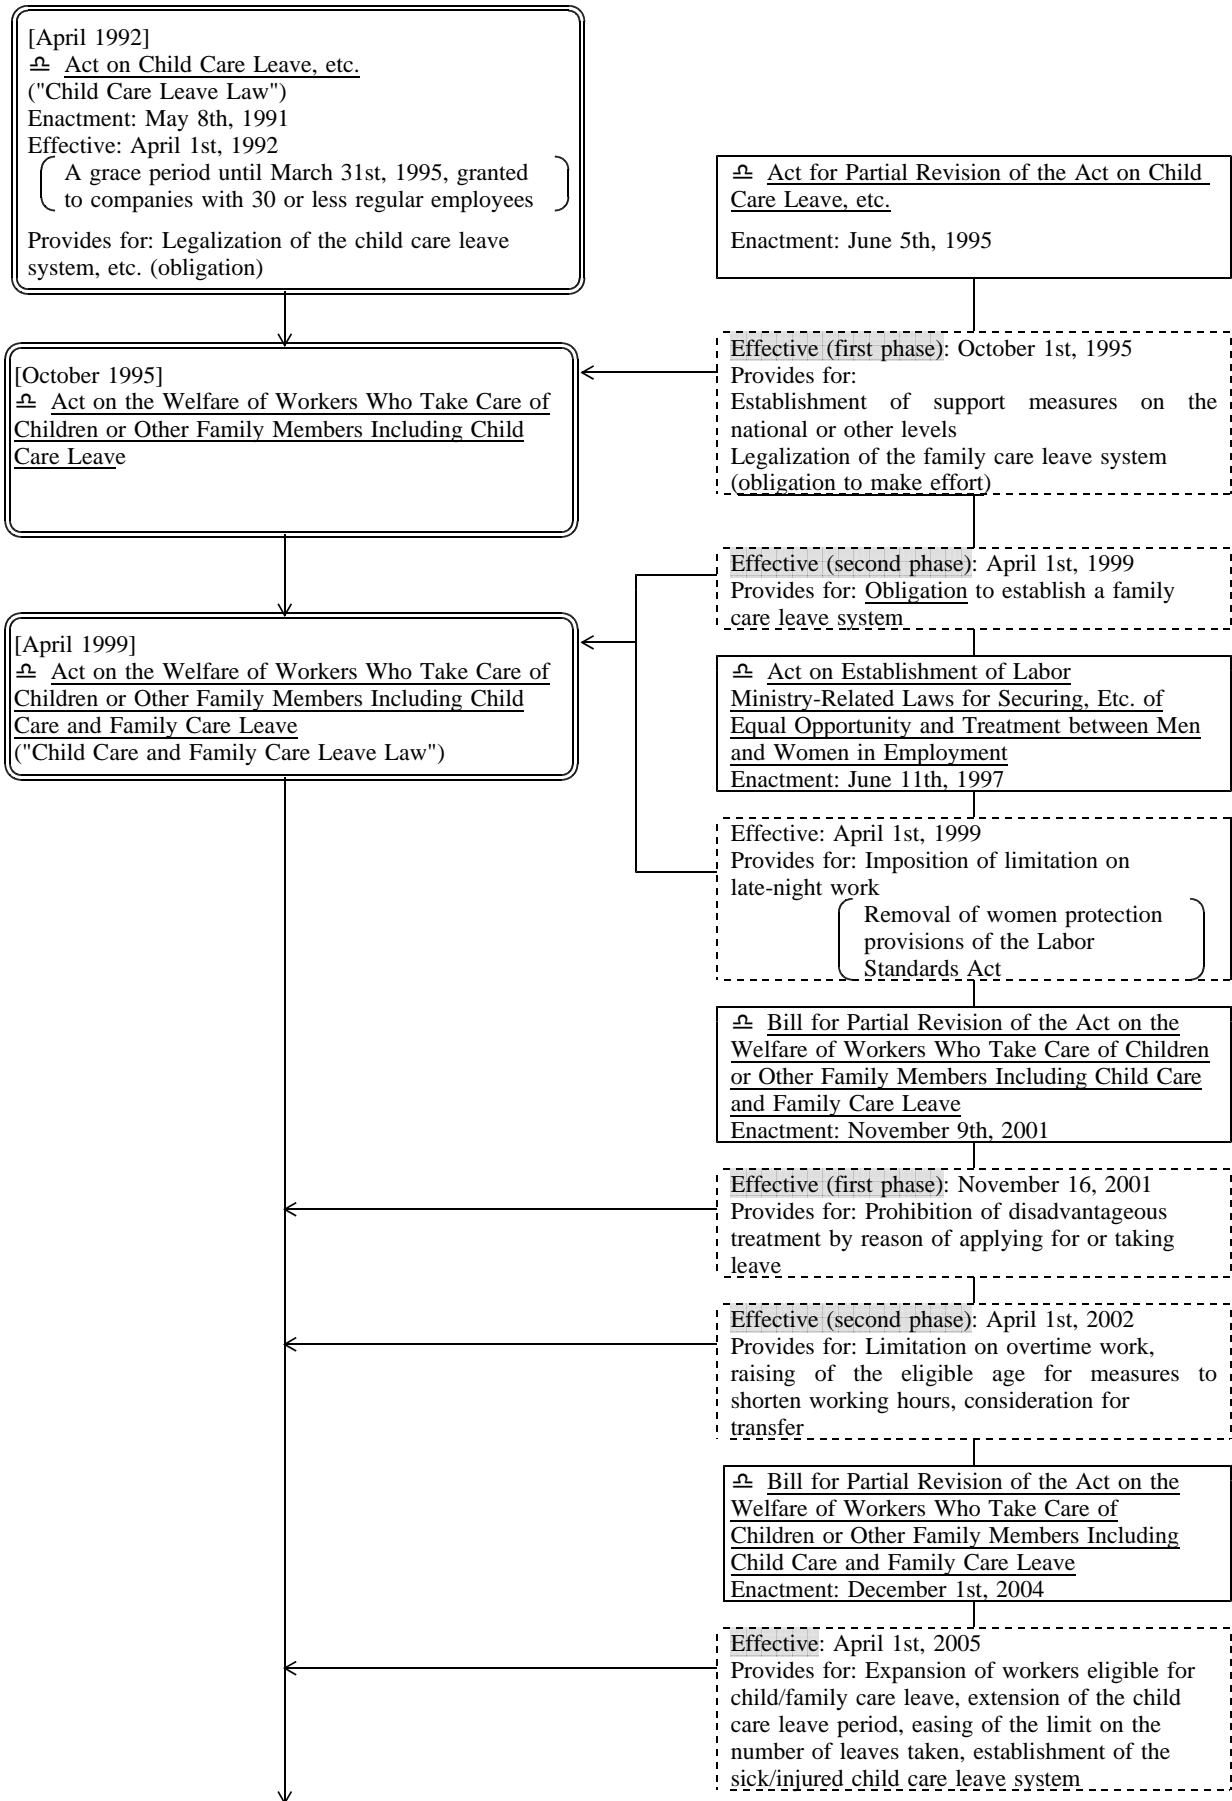 [April 1992]
♎ Act on Child Care Leave, etc.
("Child Care Leave Law")
Enactment: May 8th, 1991
Effective: April 1st, 1992
A grace period until March 31st, 1995, granted
to companies with 30 or less regular employees
Provides for: Legalization of the child care leave
system, etc. (obligation)
♎ Act for Partial Revision of the Act on Child
Care Leave, etc.
Enactment: June 5th, 1995
[October 1995]
♎ Act on the Welfare of Workers Who Take Care of
Children or Other Family Members Including Child
Care Leave
Effective (first phase): October 1st, 1995
Provides for:
Establishment of support measures on the
national or other levels
Legalization of the family care leave system
(obligation to make effort)
Effective (second phase): April 1st, 1999
Provides for: Obligation to establish a family
care leave system
[April 1999]
♎ Act on the Welfare of Workers Who Take Care of
Children or Other Family Members Including Child
Care and Family Care Leave
("Child Care and Family Care Leave Law")
♎ Act on Establishment of Labor
Ministry-Related Laws for Securing, Etc. of
Equal Opportunity and Treatment between Men
and Women in Employment
Enactment: June 11th, 1997
Effective: April 1st, 1999
Provides for: Imposition of limitation on
late-night work
Removal of women protection
provisions of the Labor
Standards Act
♎ Bill for Partial Revision of the Act on the
Welfare of Workers Who Take Care of Children
or Other Family Members Including Child Care
and Family Care Leave
Enactment: November 9th, 2001
Effective (first phase): November 16, 2001
Provides for: Prohibition of disadvantageous
treatment by reason of applying for or taking
leave
Effective (second phase): April 1st, 2002
Provides for: Limitation on overtime work,
raising of the eligible age for measures to
shorten working hours, consideration for
transfer
♎ Bill for Partial Revision of the Act on the
Welfare of Workers Who Take Care of
Children or Other Family Members Including
Child Care and Family Care Leave
Enactment: December 1st, 2004
Effective: April 1st, 2005
Provides for: Expansion of workers eligible for
child/family care leave, extension of the child
care leave period, easing of the limit on the
number of leaves taken, establishment of the
sick/injured child care leave system